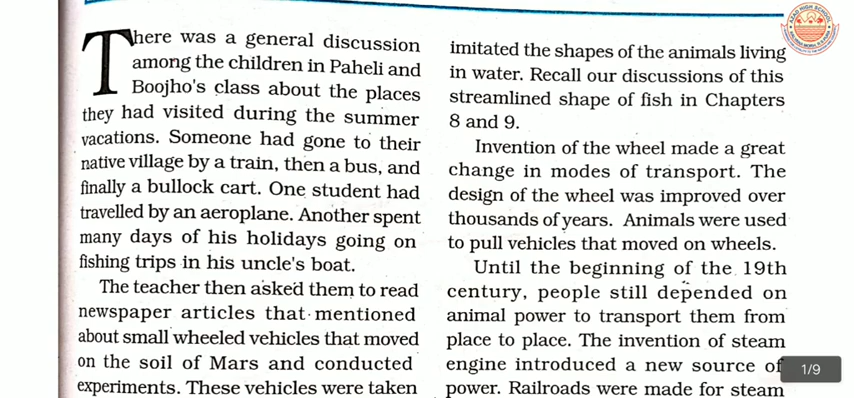 There was a general discussion
among the children in Paheli and
Boojho's class about the places
they had visited during the summer
vacations. Someone had gone to their
native village by a train, then a bus, and
finally a bullock cart. One student had
travelled by an aeroplane. Another spent
many days of his holidays going on
fishing trips in his uncle's boat.
The teacher then asked them to read
newspaper articles that mentioned
about small wheeled vehicles that moved
on the soil of Mars and conducted
experiments. These vehicles were taken
imitated the shapes of the animals living
in water. Recall our discussions of this
streamlined shape of fish in Chapters
8 and 9.
Invention of the wheel made a great
change in modes of transport. The
design of the wheel was improved over
thousands of years. Animals were used
to pull vehicles that moved on wheels.
Until the beginning of the 19th
century, people still depended on
animal power to transport them from
place to place. The invention of steam
engine introduced a new source of
power. Railroads were made for steam
AZAD HIGH SCHOOL
1/9